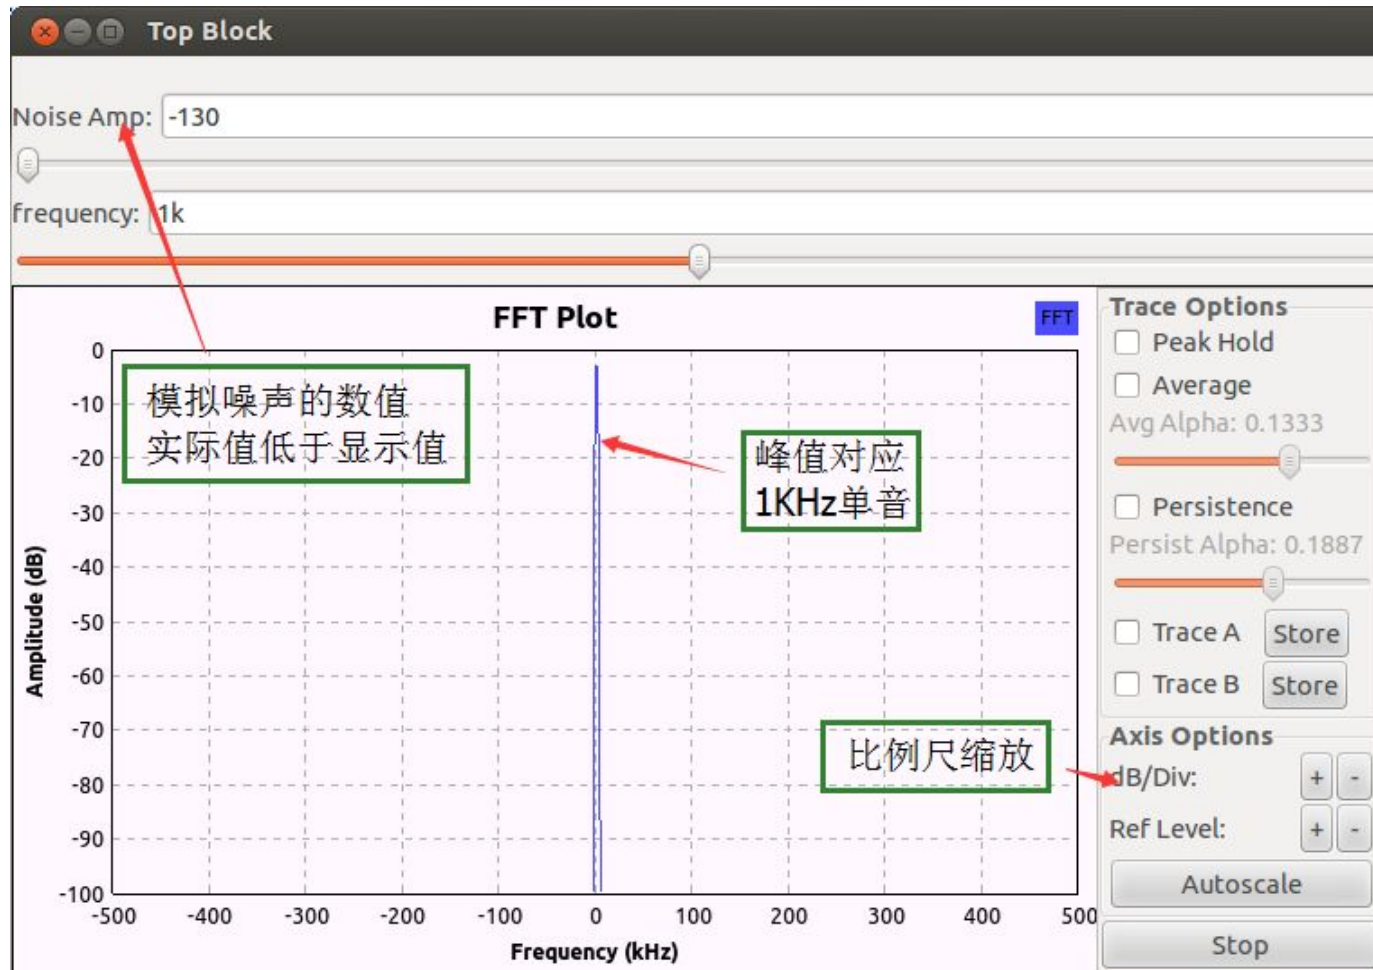 Top Block
Noise Amp: -130
frequency: 1k
FFT Plot
FFT
Amplitude (dB)
0
-10
-20
-30
-40
-50
-60
-70
-80
-90
-100
模拟噪声的数值
实际值低于显示值
峰值对应
1KHz单音
比例尺缩放
-500 -400 -300 -200 -100 0 100 200 300 400 500
Frequency (kHz)
Trace Options
Peak Hold
Average
Avg Alpha: 0.1333
Persistence
Persist Alpha: 0.1887
Trace A Store
Trace B Store
Axis Options
dB/Div: + -
Ref Level: + -
Autoscale
Stop